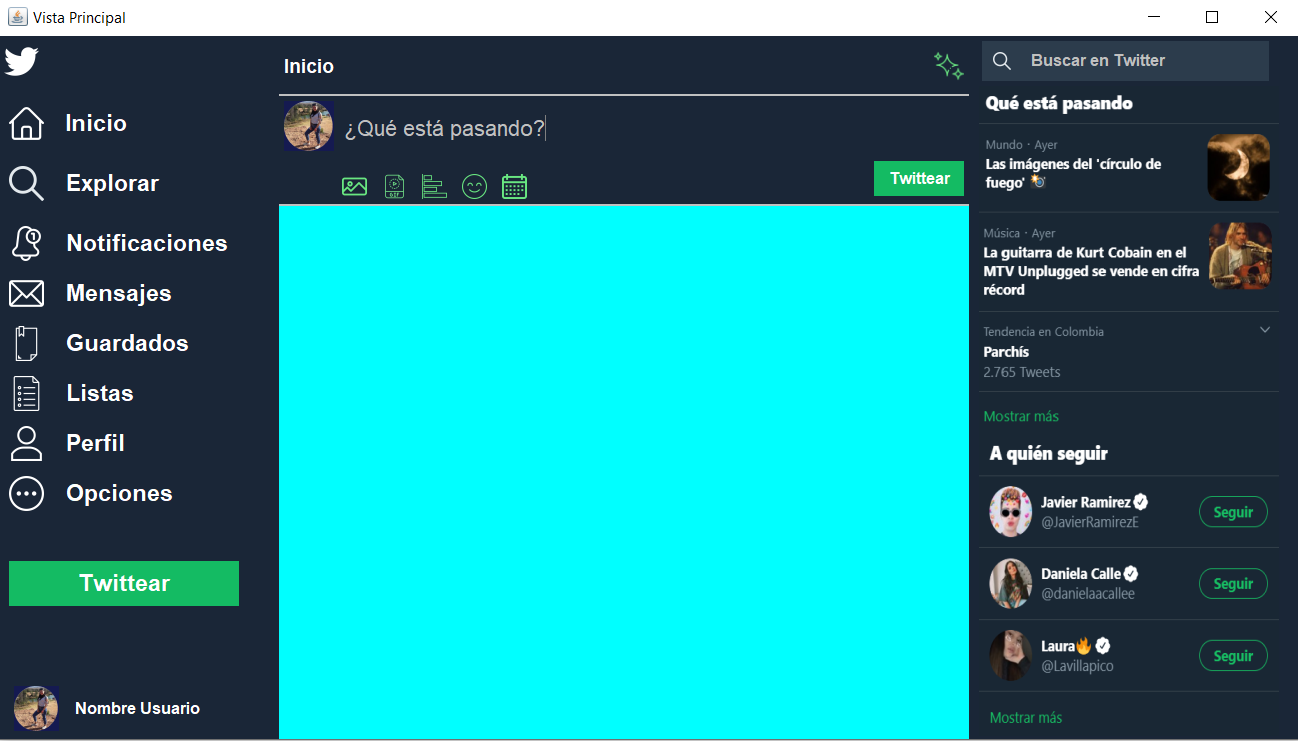 Vista Principal
Inicio
Explorar
Notificaciones
1
Mensajes
Guardados
Listas
Perfil
Opciones
Twittear
Nombre Usuario
Inicio
¿Qué está pasando?
GIF
Twittear
Buscar en Twitter
Qué está pasando
Mundo · Ayer
Las imágenes del 'círculo de
fuego' 📸
Música · Ayer
La guitarra de Kurt Cobain en el
MTV Unplugged se vende en cifra
récord
Tendencia en Colombia
Parchís
2.765 Tweets
Mostrar más
A quién seguir
Javier Ramirez
@JavierRamirezE
Seguir
Daniela Calle
@danielaacallee
Seguir
Laura🔥
@Lavillapico
Seguir
Mostrar más